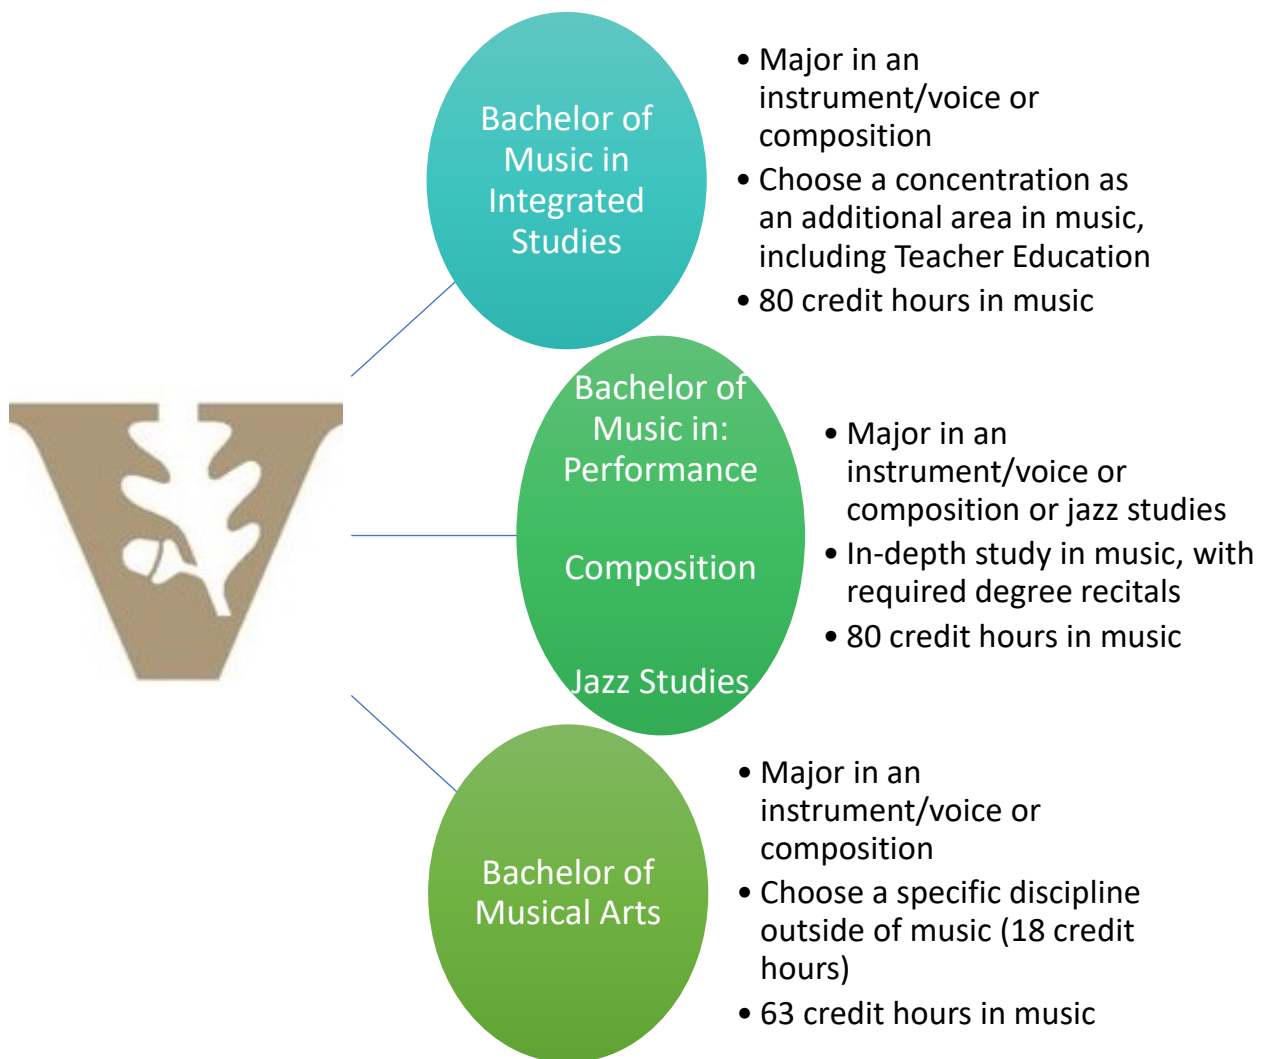 Bachelor of
Music in
Integrated
Studies
• Major in an
instrument/voice or
composition
• Choose a concentration as
an additional area in music,
including Teacher Education
• 80 credit hours in music
Bachelor of
Music in:
Performance
Composition
Jazz Studies
• Major in an
instrument/voice or
composition or jazz studies
• In-depth study in music, with
required degree recitals
• 80 credit hours in music
Bachelor of
Musical Arts
• Major in an
instrument/voice or
composition
• Choose a specific discipline
outside of music (18 credit
hours)
• 63 credit hours in music
V